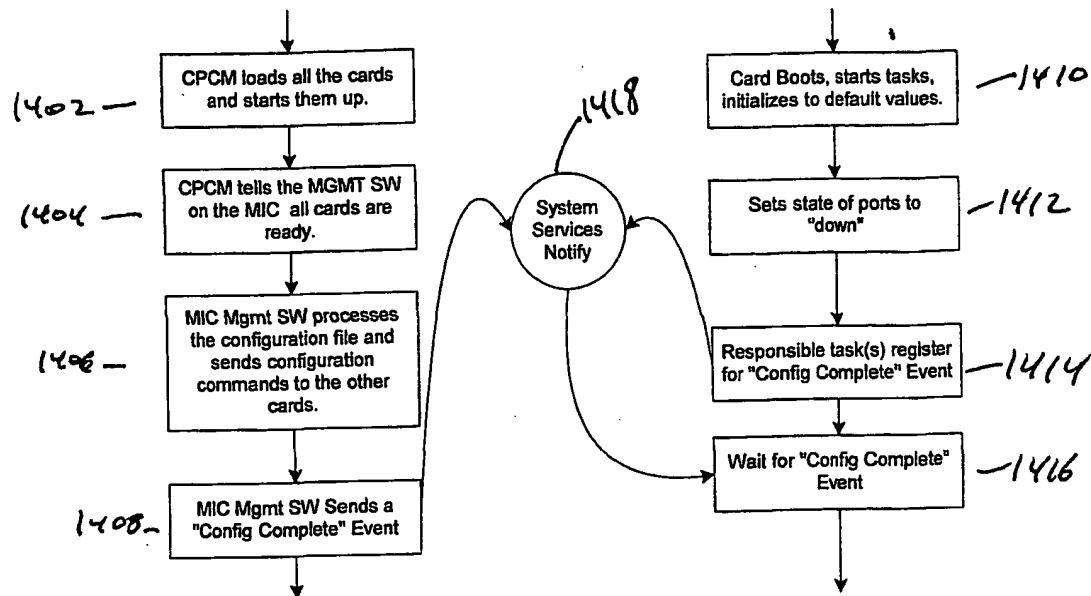 CPCM loads all the cards
and starts them up.
1402
CPCM tells the MGMT SW
on the MIC all cards are
ready.
1404
MIC Mgmt SW processes
the configuration file and
sends configuration
commands to the other
cards.
1406
MIC Mgmt SW Sends a
"Config Complete" Event
1408
1418
System
Services
Notify
Card Boots, starts tasks,
initializes to default values.
1410
Sets state of ports to
"down"
1412
Responsible task(s) register
for "Config Complete" Event
1414
Wait for "Config Complete"
Event
1416